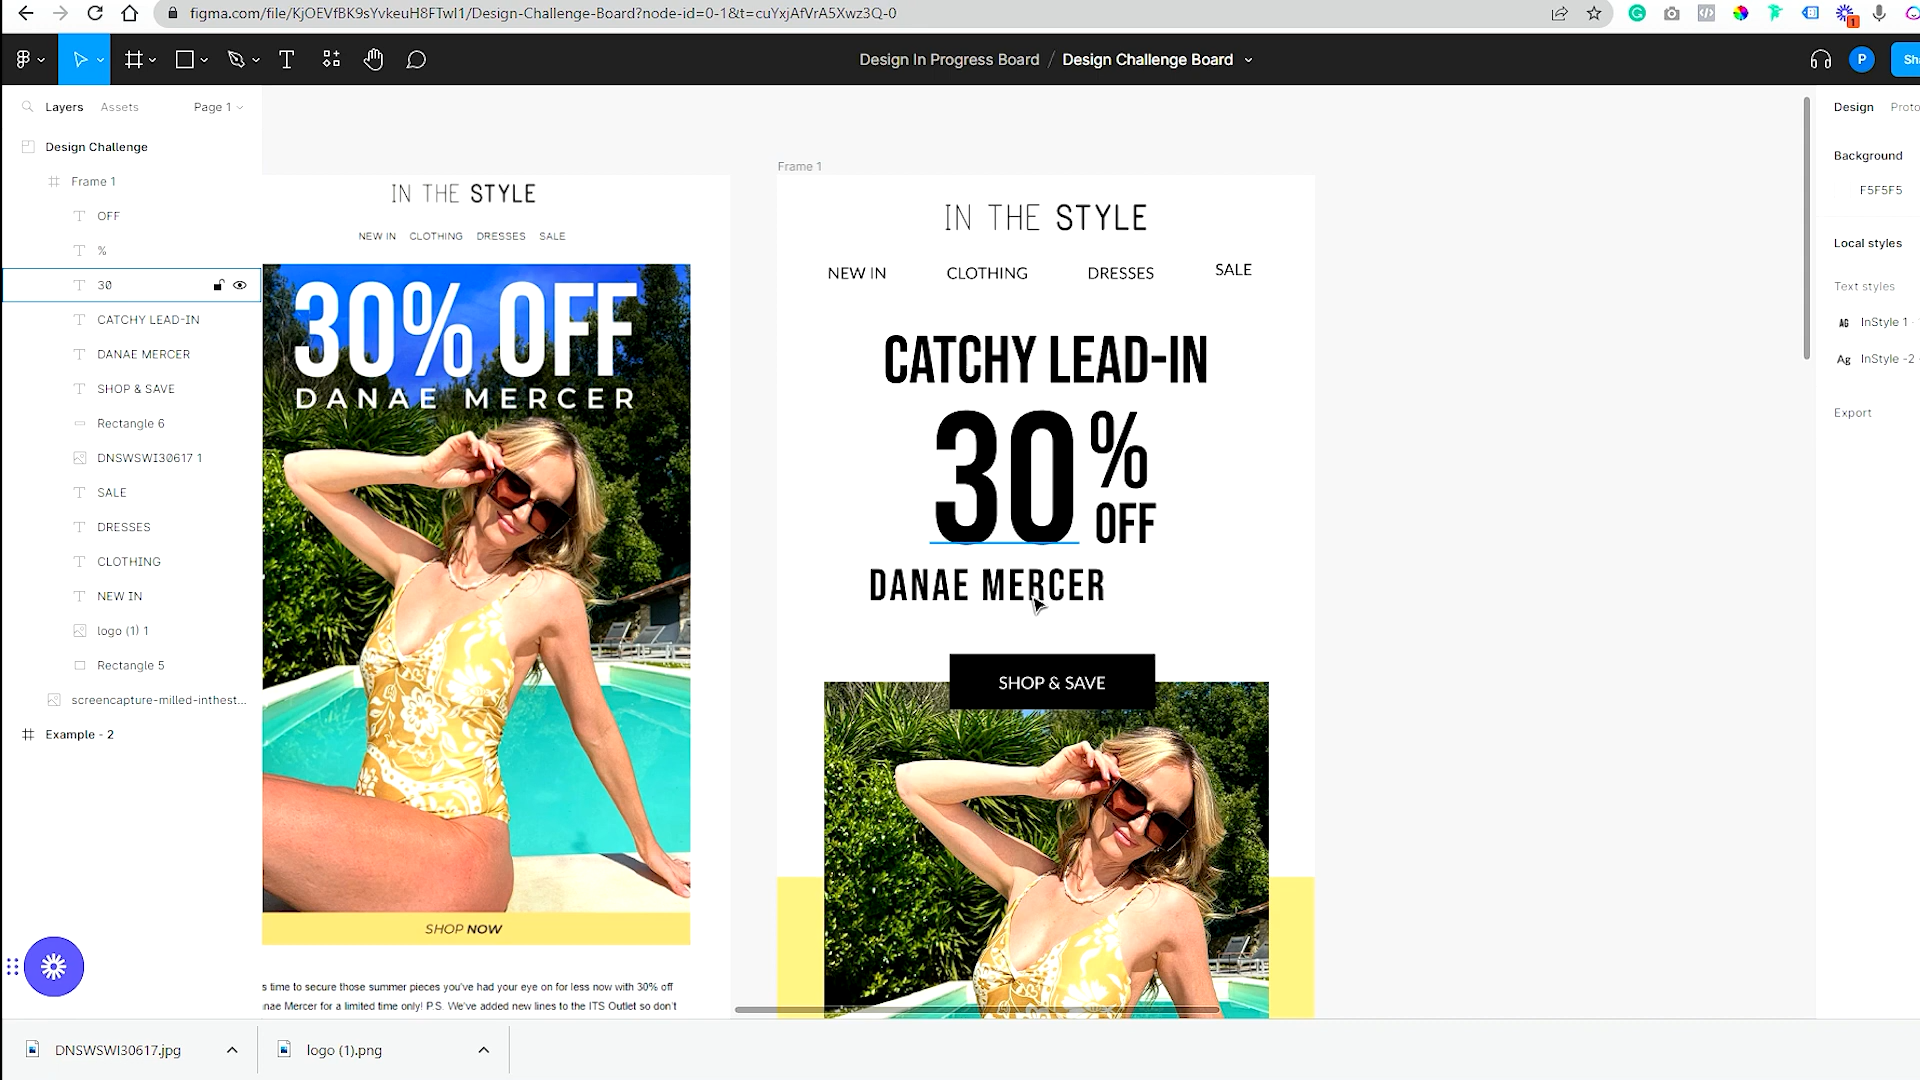 figma.com/file/KjOEVfBK9sYvkeuH8FTwI1/Design-Challenge-Board?node-id=0-1&t=cuYxjAfVrA5Xwz3Q-0
1
Design In Progress Board / Design Challenge Board
P
Sh
Layers Assets Page 1
Design Challenge
Frame 1
OFF
%
30
CATCHY LEAD-IN
DANAE MERCER
SHOP & SAVE
Rectangle 6
DNSWSWI30617 1
SALE
DRESSES
CLOTHING
NEW IN
logo (1) 1
Rectangle 5
screencapture-milled-inthest...
Example - 2
IN THE STYLE
NEW IN CLOTHING DRESSES SALE
30% OFF
DANAE MERCER
SHOP NOW
s time to secure those summer pieces you've had your eye on for less now with 30% off
nae Mercer for a limited time only! P.S. We've added new lines to the ITS Outlet so don't
Frame 1
IN THE STYLE
NEW IN CLOTHING DRESSES SALE
CATCHY LEAD-IN
30%
OFF
DANAE MERCER
SHOP & SAVE
Design Proto
Background
F5F5F5
Local styles
Text styles
AG InStyle 1 ·
Ag InStyle -2
Export
DNSWSWI30617.jpg
logo (1).png